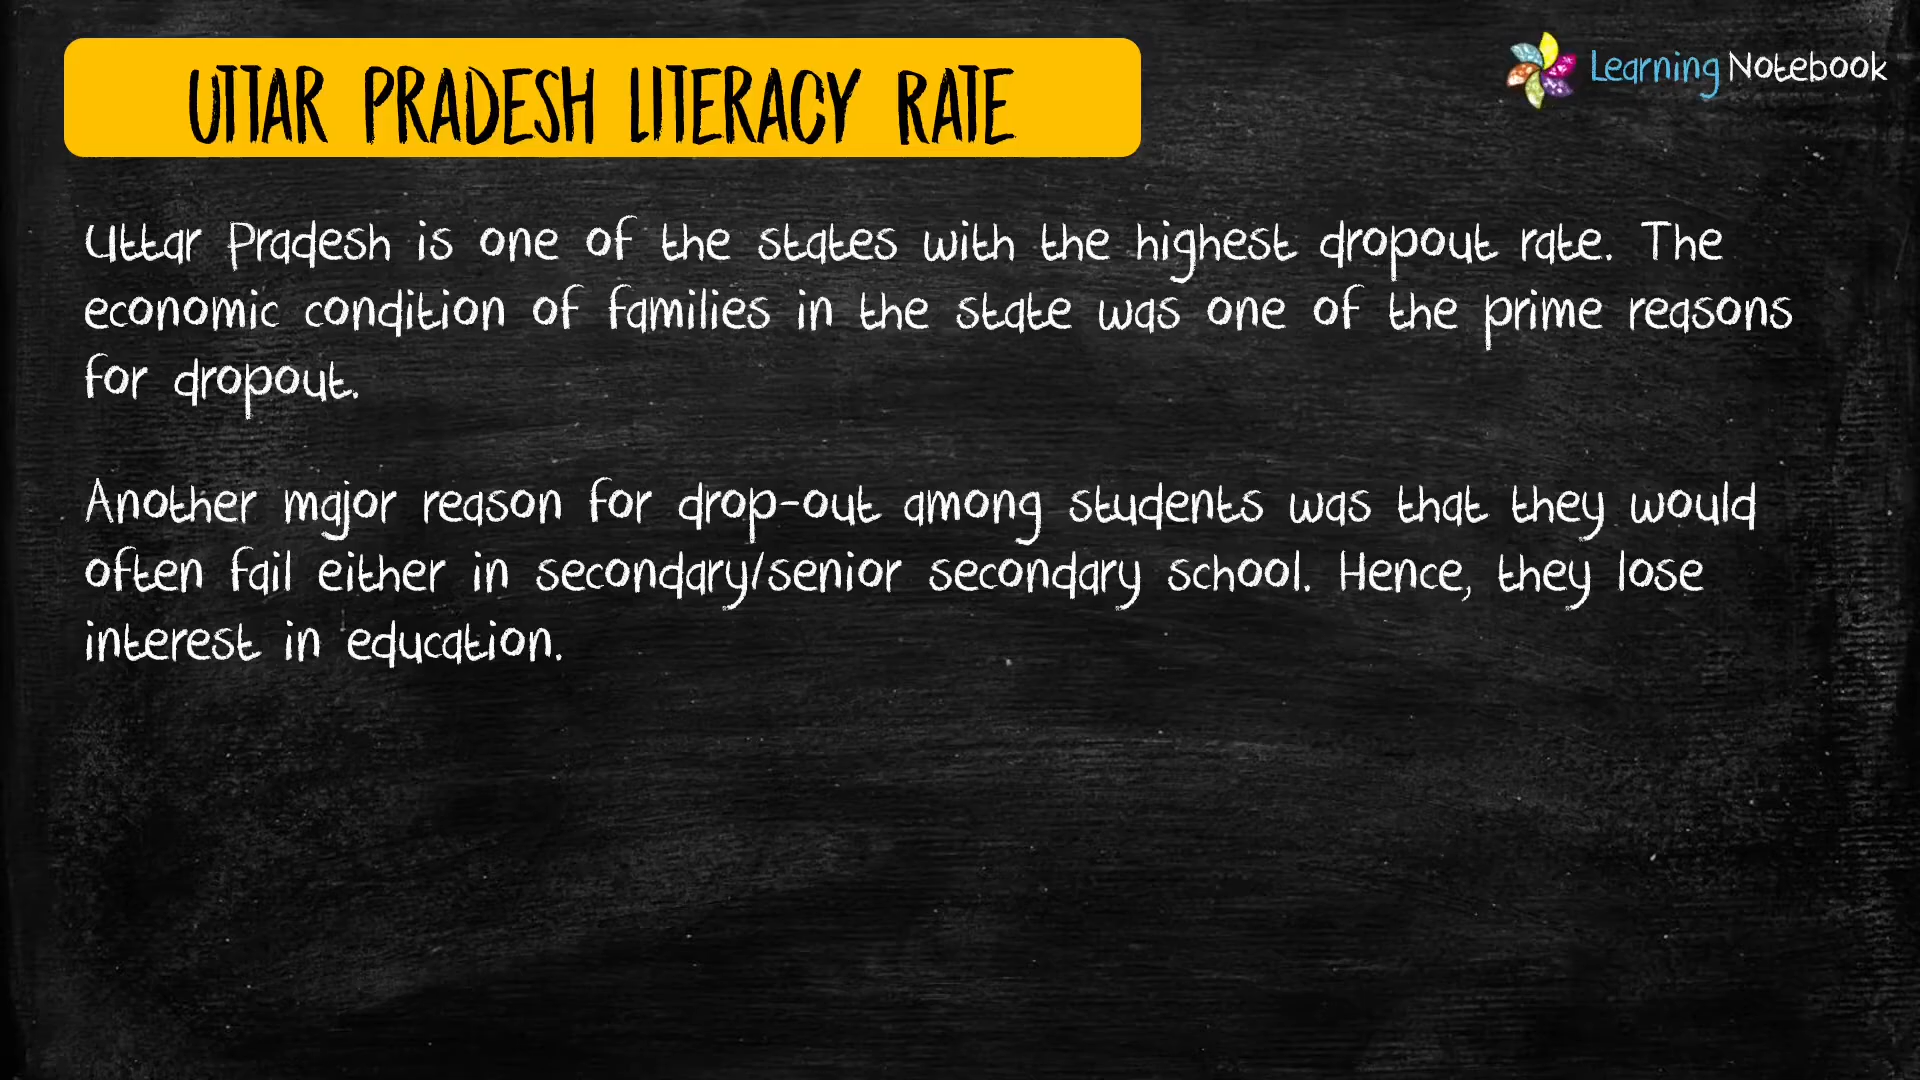 UTTAR PRADESH LITERACY RATE
Learning Notebook
Uttar Pradesh is one of the states with the highest dropout rate. The
economic condition of families in the state was one of the prime reasons
for dropout.
Another major reason for drop-out among students was that they would
often fail either in secondary/senior secondary school. Hence, they lose
interest in education.